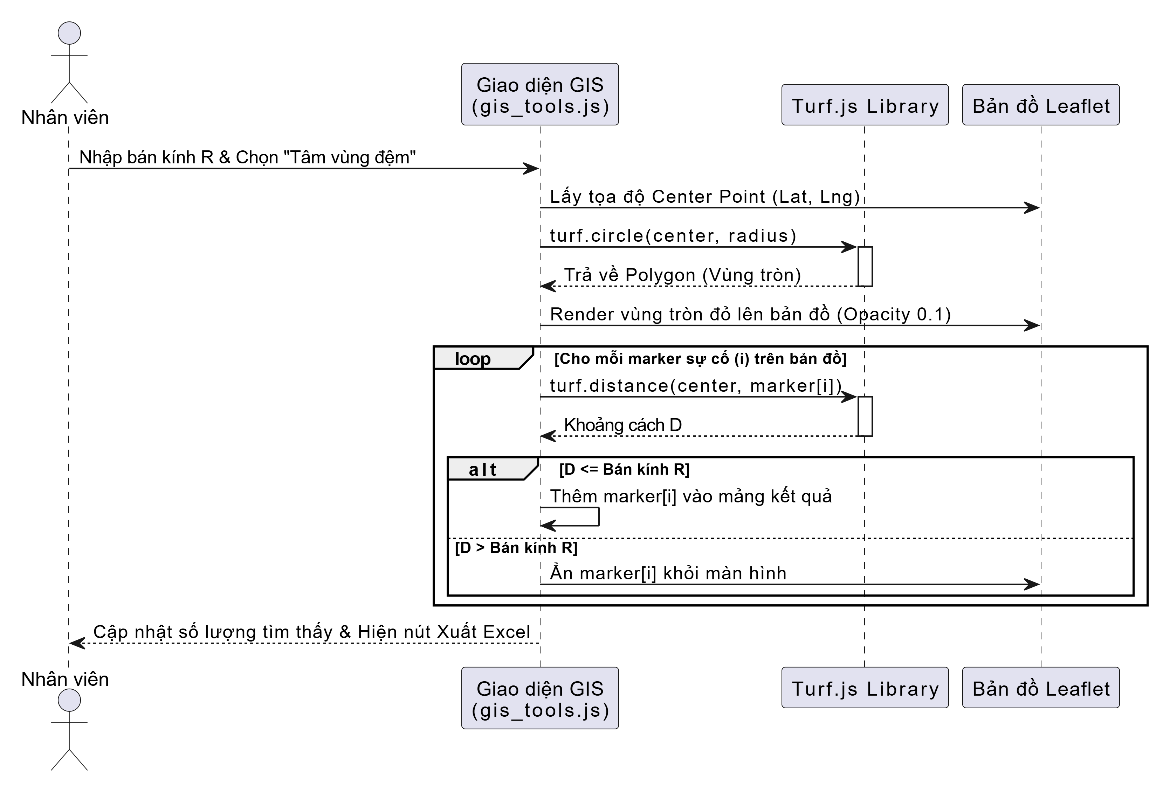 Nhân viên
Giao diện GIS
(gis_tools.js)
Turf.js Library
Bản đồ Leaflet
Nhập bán kính R & Chọn "Tâm vùng đệm"
Lấy tọa độ Center Point (Lat, Lng)
turf.circle(center, radius)
Trả về Polygon (Vùng tròn)
Render vùng tròn đỏ lên bản đồ (Opacity 0.1)
loop
[Cho mỗi marker sự cố (i) trên bản đồ]
turf.distance(center, marker[i])
Khoảng cách D
alt
[D <= Bán kính R]
Thêm marker[i] vào mảng kết quả
[D > Bán kính R]
Ẩn marker[i] khỏi màn hình
Cập nhật số lượng tìm thấy & Hiện nút Xuất Excel
Nhân viên
Giao diện GIS
(gis_tools.js)
Turf.js Library
Bản đồ Leaflet